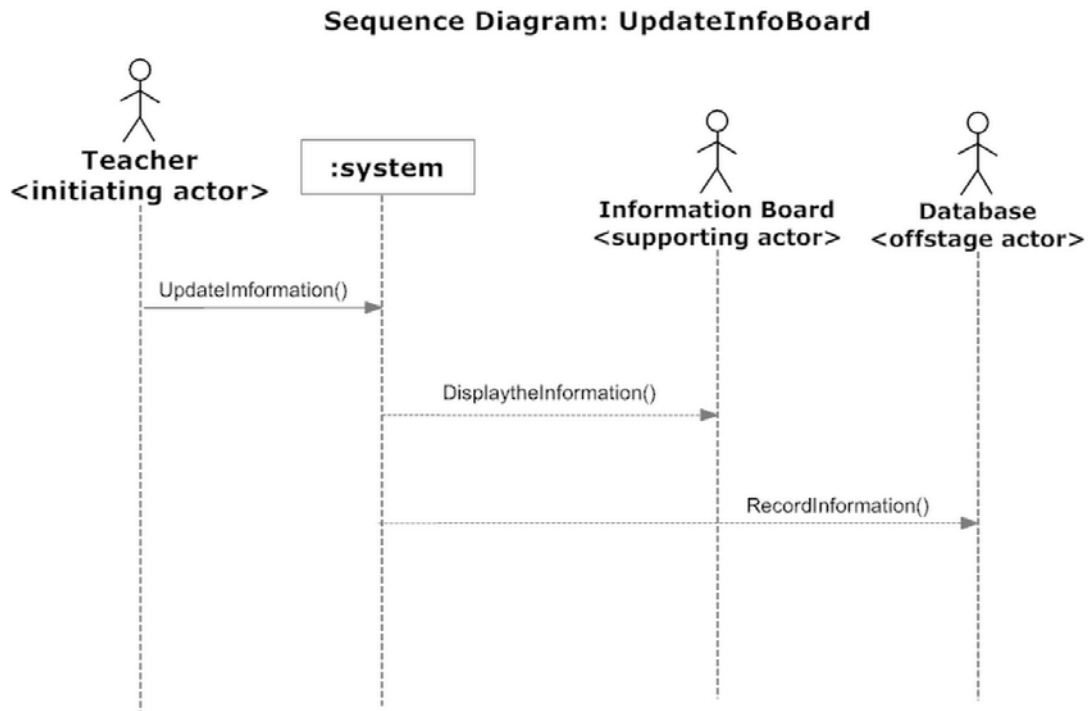 Sequence Diagram: UpdateInfoBoard
Teacher
<initiating actor>
:system
Information Board
<supporting actor>
Database
<offstage actor>
UpdateImformation()
DisplaytheInformation()
RecordInformation()